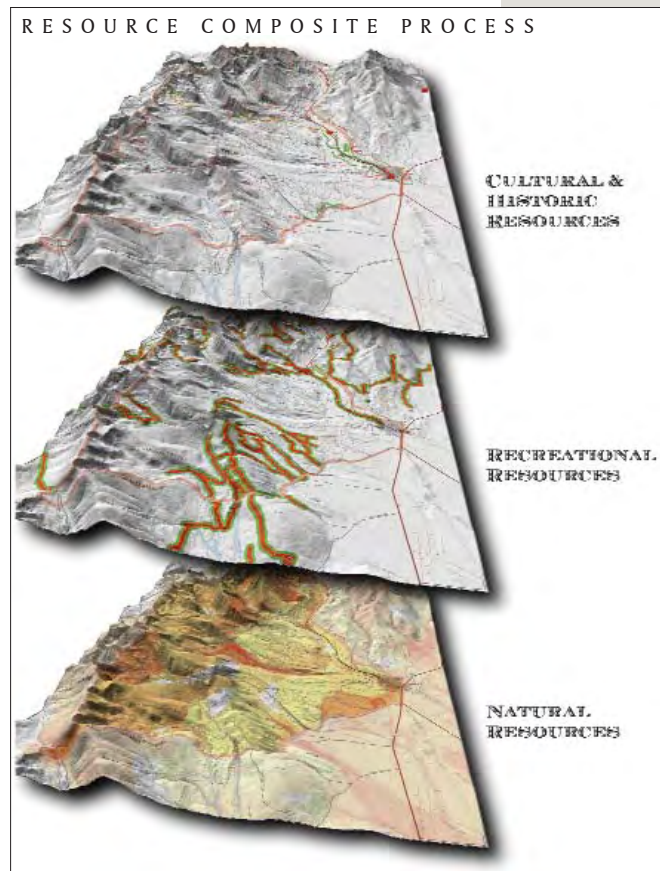 RESOURCE COMPOSITE PROCESS
CULTURAL &
HISTORIC
RESOURCES
RECREATIONAL
RESOURCES
NATURAL
RESOURCES